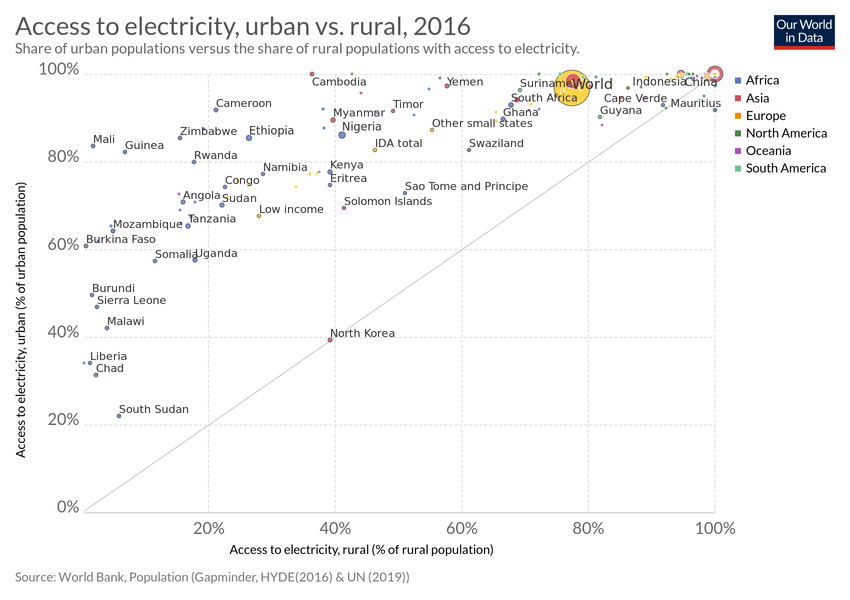 Access to electricity, urban vs. rural, 2016
Share of urban populations versus the share of rural populations with access to electricity.
Our World
in Data
Access to electricity, urban (% of urban population)
100%
80%
60%
40%
20%
0%
Cambodia
Yemen
Suriname
World
Indonesia
China
Cameroon
Myanmar
Timor
South Africa
Cape Verde
Mauritius
Ghana
Guyana
Mali
Guinea
Zimbabwe
Ethiopia
Nigeria
Other small states
IDA total
Swaziland
Rwanda
Namibia
Kenya
Congo
Eritrea
Sao Tome and Principe
Angola
Sudan
Low income
Solomon Islands
Mozambique
Tanzania
Burkina Faso
Somalia
Uganda
Burundi
Sierra Leone
Malawi
North Korea
Liberia
Chad
South Sudan
20%
40%
60%
80%
100%
Access to electricity, rural (% of rural population)
Africa
Asia
Europe
North America
Oceania
South America
Source: World Bank, Population (Gapminder, HYDE(2016) & UN (2019))